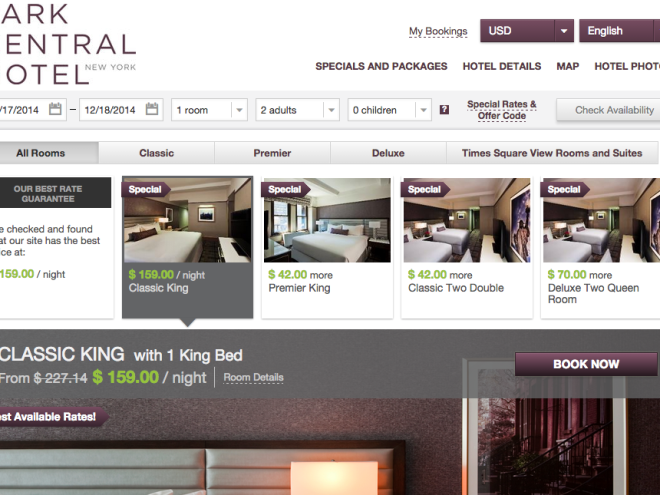 ARK
ENTRAL
OTEL NEW YORK
My Bookings
USD
English
SPECIALS AND PACKAGES HOTEL DETAILS MAP HOTEL PHOTO
/17/2014 – 12/18/2014 1 room 2 adults 0 children ? Special Rates & Offer Code Check Availability
All Rooms Classic Premier Deluxe Times Square View Rooms and Suites
OUR BEST RATE
GUARANTEE
e checked and found
at our site has the best
ce at:
159.00 / night
Special
$ 159.00 / night
Classic King
Special
$ 42.00 more
Premier King
Special
$ 42.00 more
Classic Two Double
Special
$ 70.00 more
Deluxe Two Queen
Room
CLASSIC KING with 1 King Bed
From $ 227.14 $ 159.00 / night Room Details
BOOK NOW
est Available Rates!